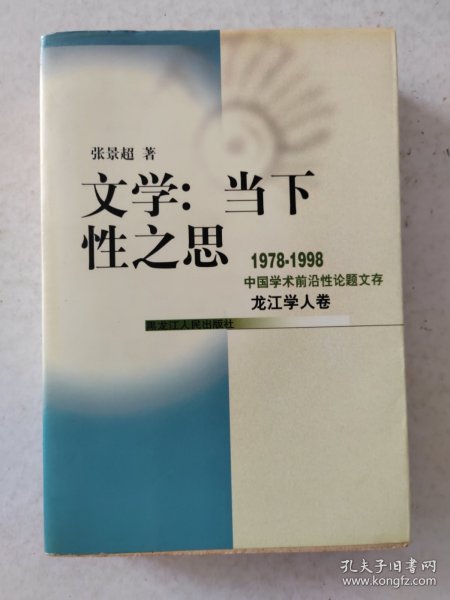 张景超 著
文学：当下
性之思
1978-1998
中国学术前沿性论题文存
龙江学人卷
黑龙江人民出版社
孔夫子旧书网
www.kongfz.com